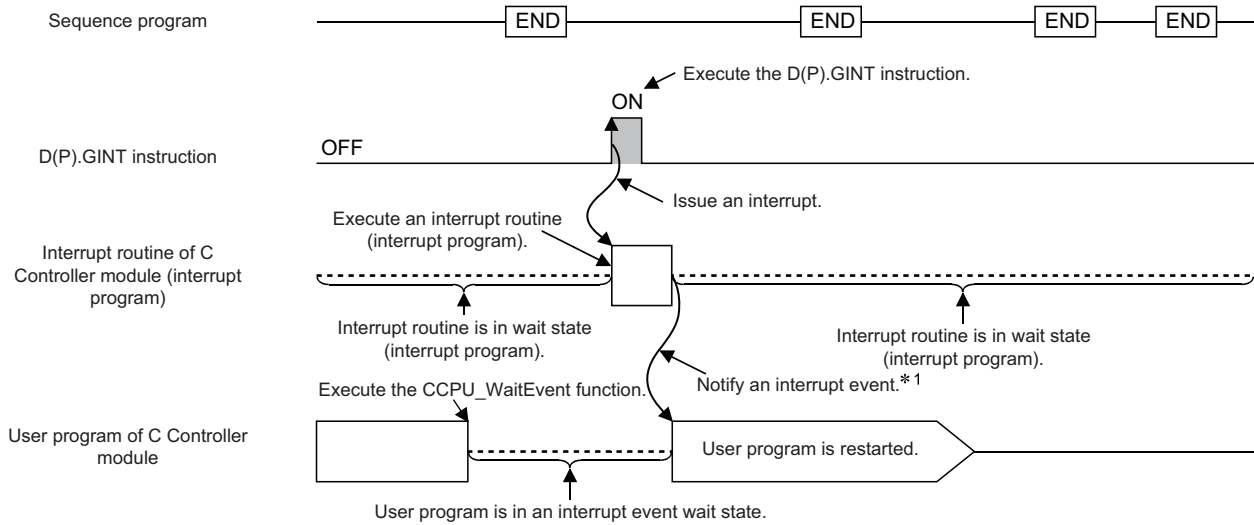 Sequence program
END
END
END
END
Execute the D(P).GINT instruction.
ON
OFF
D(P).GINT instruction
Issue an interrupt.
Execute an interrupt routine
(interrupt program).
Interrupt routine of C
Controller module (interrupt
program)
Interrupt routine is in wait state
(interrupt program).
Interrupt routine is in wait state
(interrupt program).
Notify an interrupt event.*1
Execute the CCPU_WaitEvent function.
User program of C Controller
module
User program is restarted.
User program is in an interrupt event wait state.